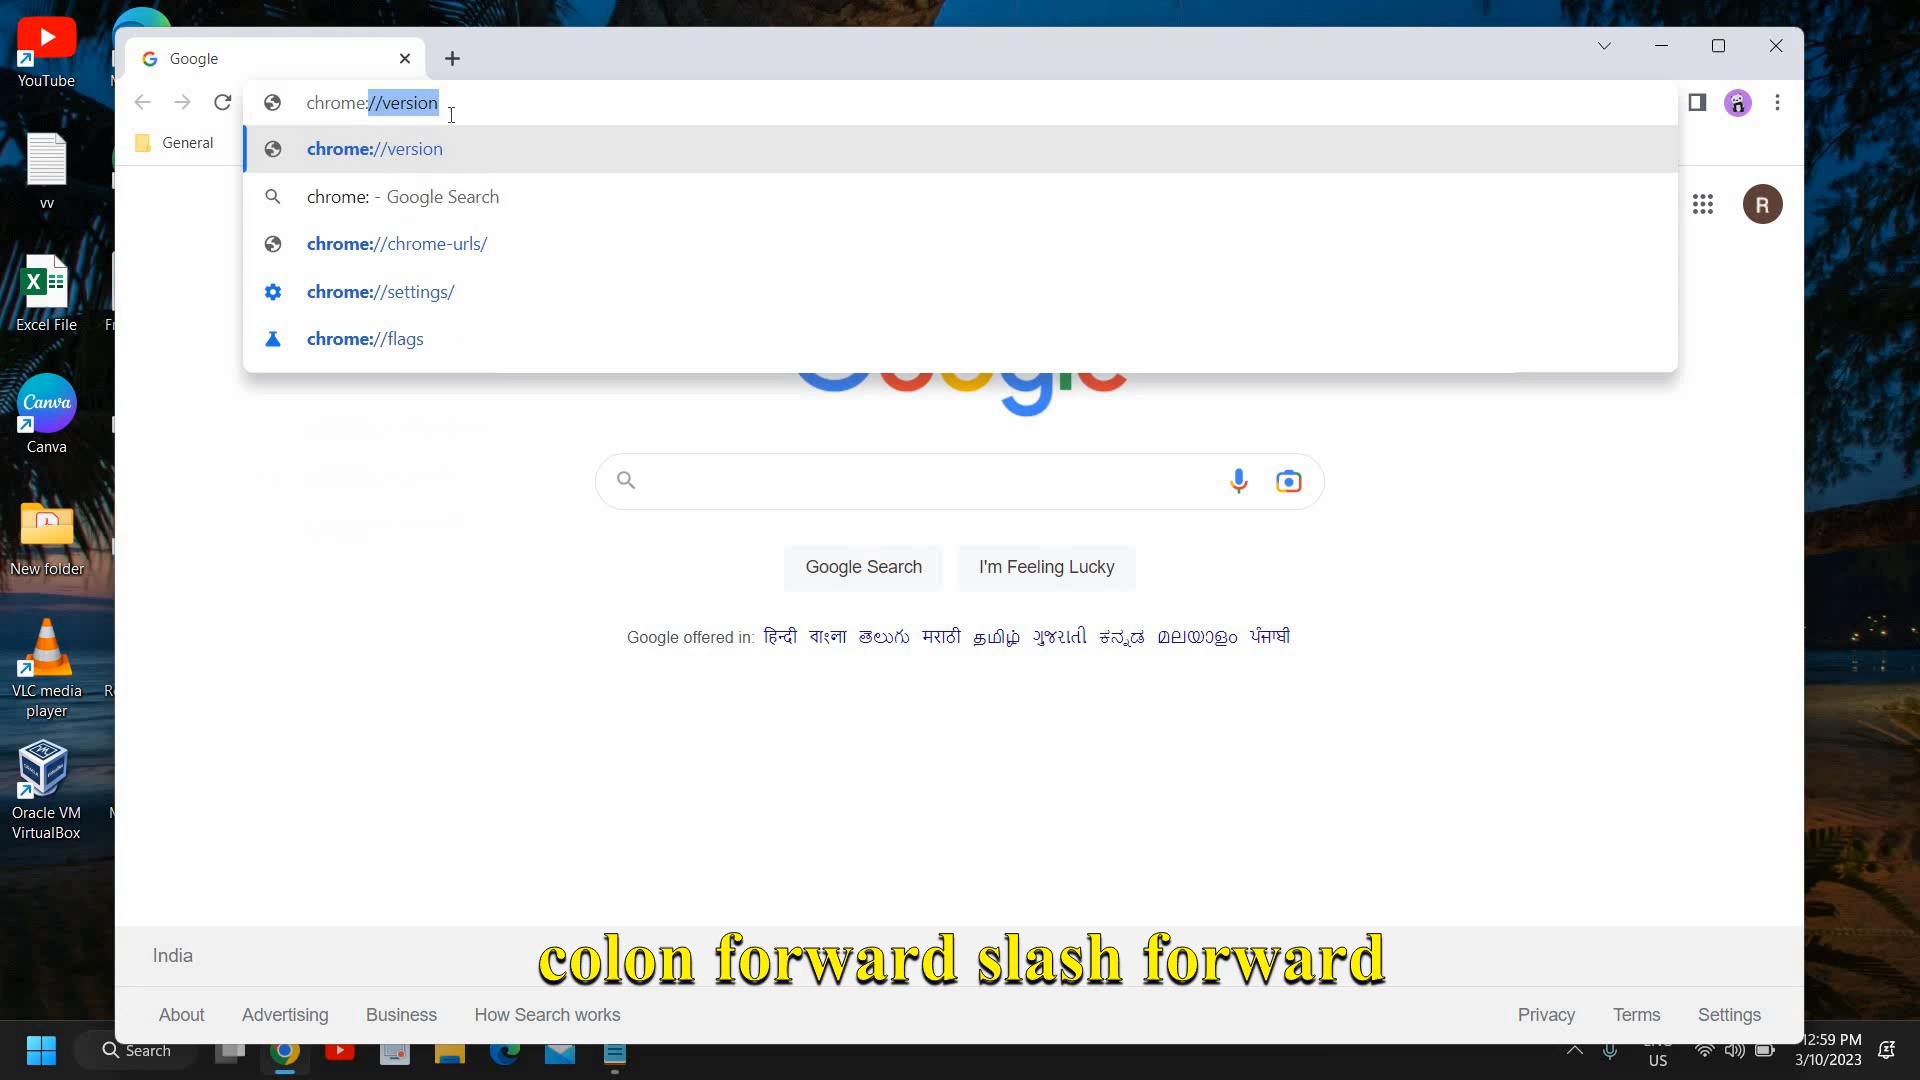 YouTube
Google
chrome://version
General
chrome://version
chrome: - Google Search
chrome://chrome-urls/
chrome://settings/
chrome://flags
R
vv
Excel File
Canva
Canva
New folder
VLC media
player
Oracle VM
VirtualBox
Google Search
I'm Feeling Lucky
Google offered in: हिन्दी বাংলা తెలుగు मराठी தமிழ் ગુજરાતી ಕನ್ನಡ മലയാളം ਪੰਜਾਬੀ
India
colon forward slash forward
About Advertising Business How Search works
Privacy Terms Settings
Search
ENG
US
12:59 PM
3/10/2023